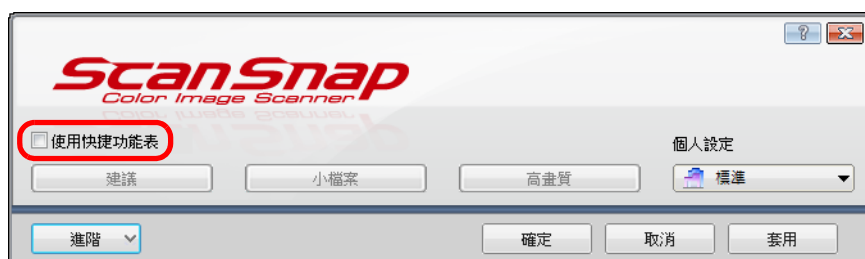 ScanSnap
Color Image Scanner
使用快捷功能表
個人設定
建議 小檔案 高畫質 標準
進階 確定 取消 套用